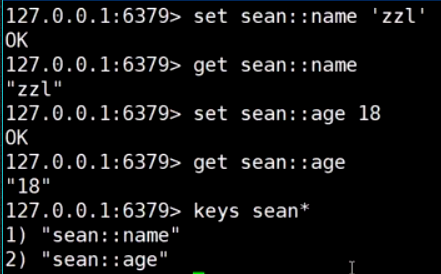 127.0.0.1:6379> set sean::name 'zzl'
OK
127.0.0.1:6379> get sean::name
"zzl"
127.0.0.1:6379> set sean::age 18
OK
127.0.0.1:6379> get sean::age
"18"
127.0.0.1:6379> keys sean*
1) "sean::name"
2) "sean::age"